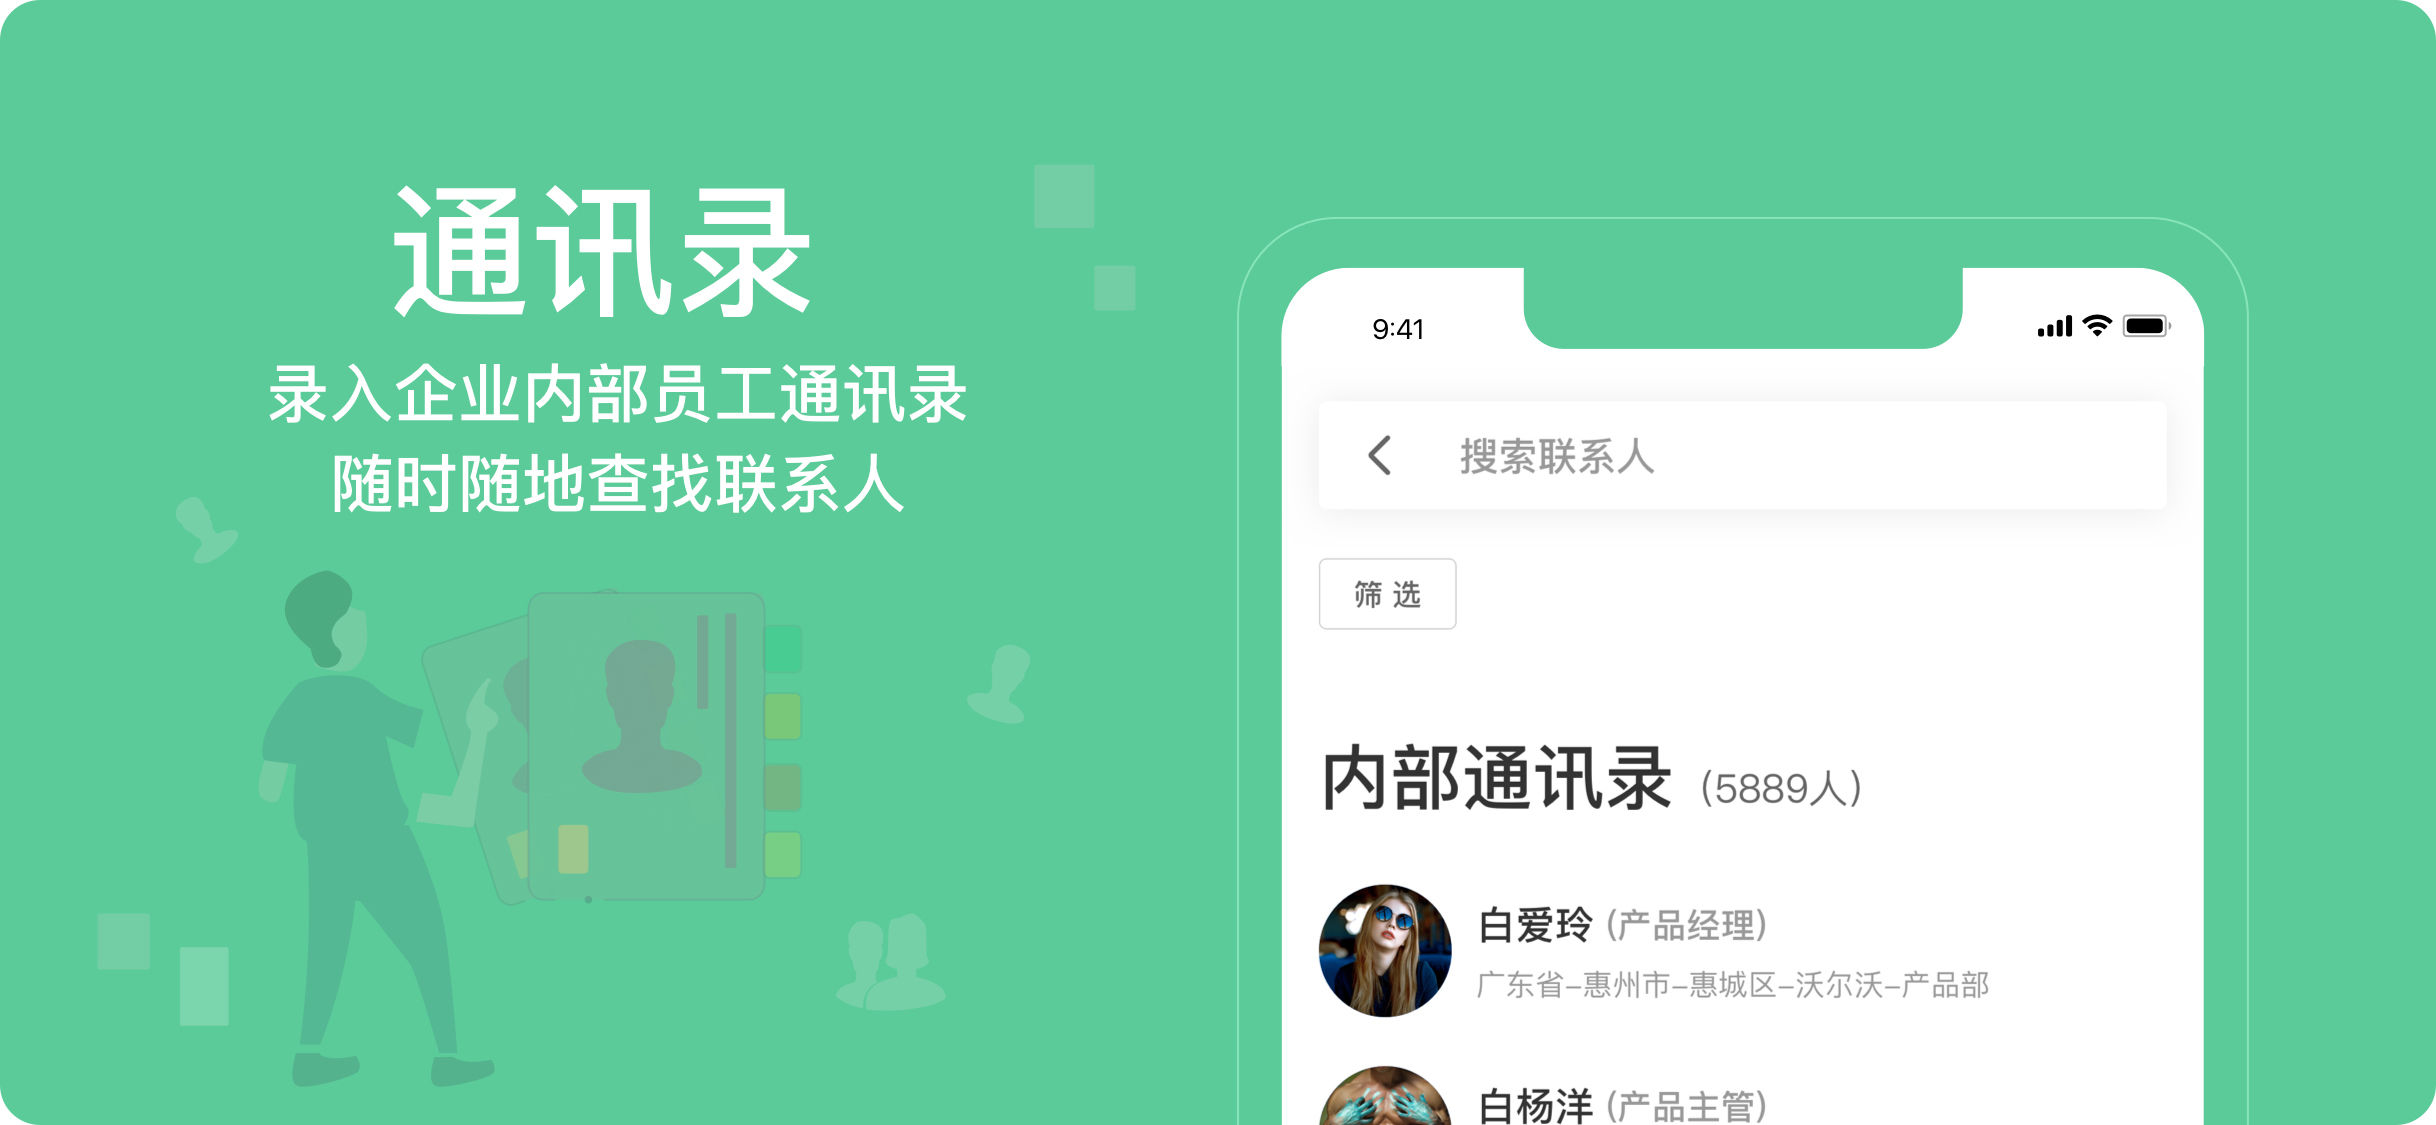 通讯录
录入企业内部员工通讯录
随时随地查找联系人
9:41
搜索联系人
筛 选
内部通讯录 (5889人)
白爱玲 (产品经理)
广东省–惠州市–惠城区–沃尔沃–产品部
白杨洋 (产品主管)